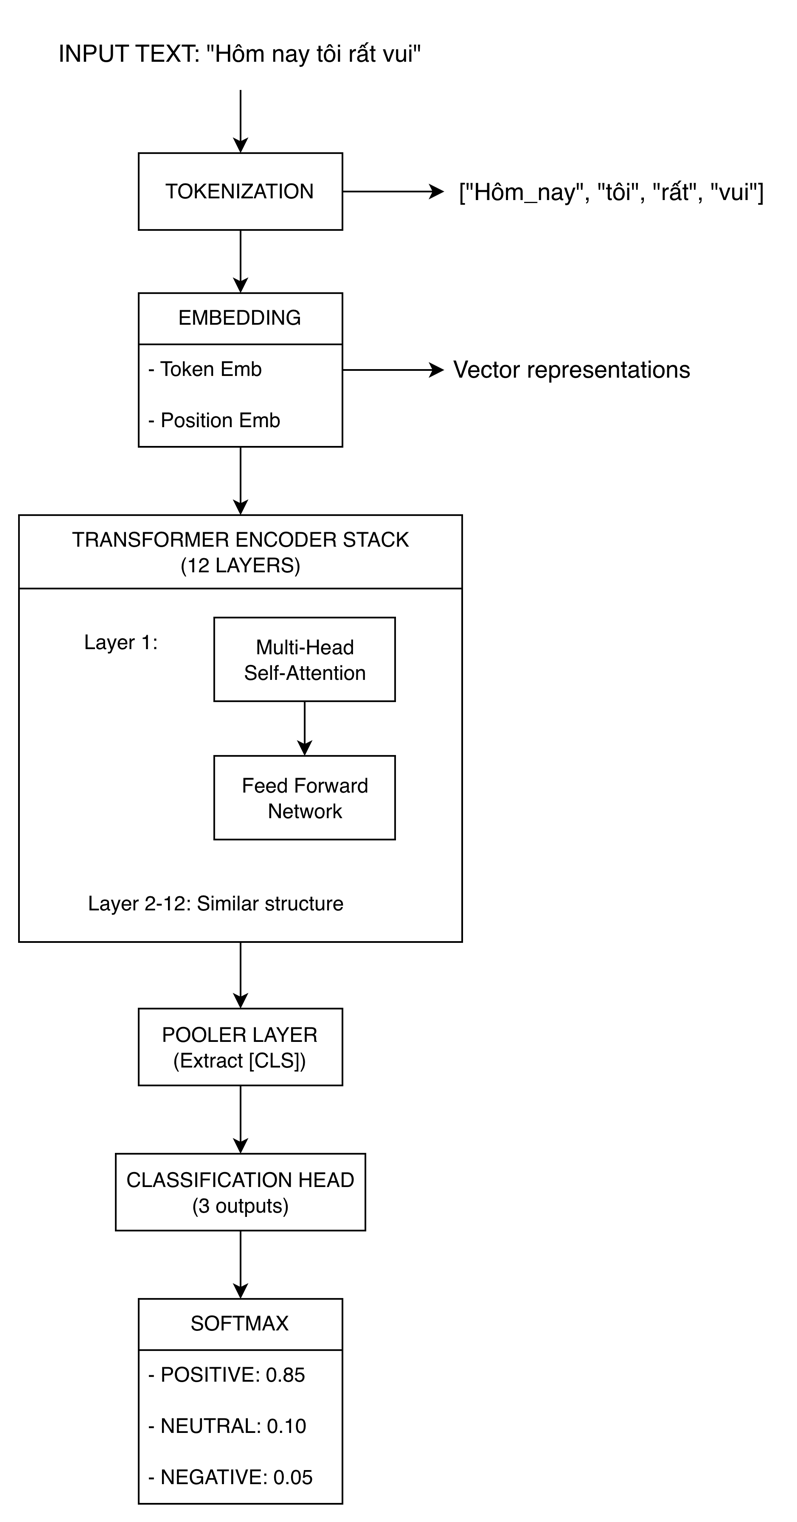 INPUT TEXT: "Hôm nay tôi rất vui"
TOKENIZATION
["Hôm_nay", "tôi", "rất", "vui"]
EMBEDDING
- Token Emb
Vector representations
- Position Emb
TRANSFORMER ENCODER STACK
(12 LAYERS)
Layer 1:
Multi-Head
Self-Attention
Feed Forward
Network
Layer 2-12: Similar structure
POOLER LAYER
(Extract [CLS])
CLASSIFICATION HEAD
(3 outputs)
SOFTMAX
- POSITIVE: 0.85
- NEUTRAL: 0.10
- NEGATIVE: 0.05